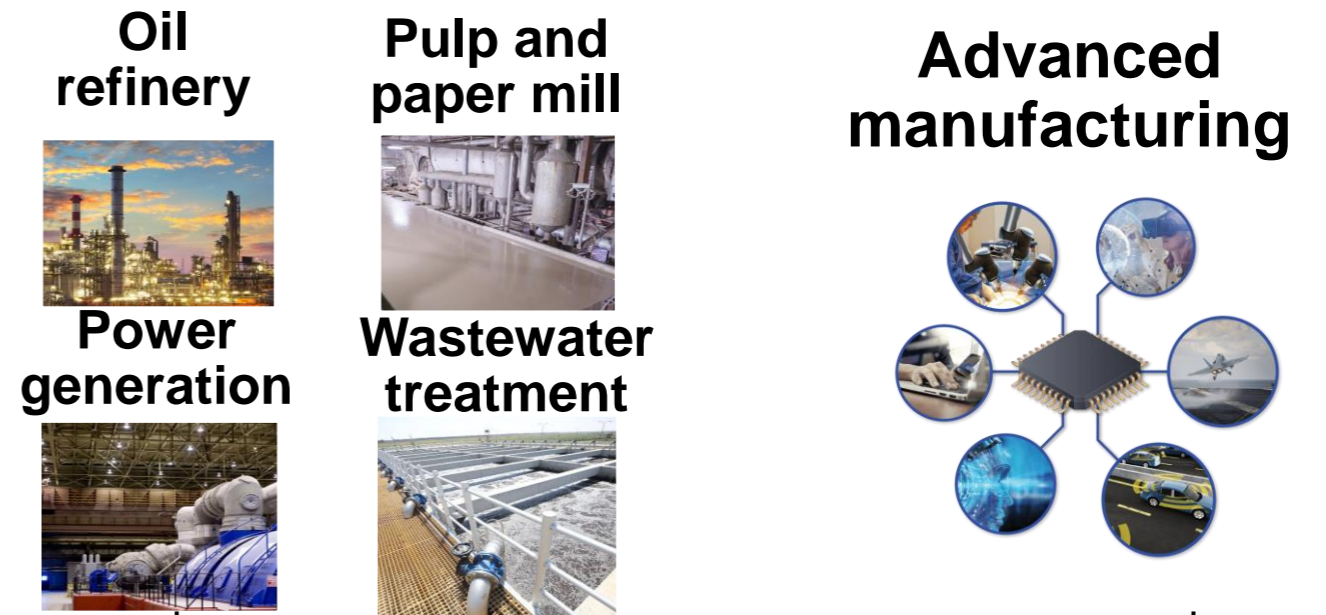 Oil
refinery
Pulp and
paper mill
Power
generation
Wastewater
treatment
Advanced
manufacturing